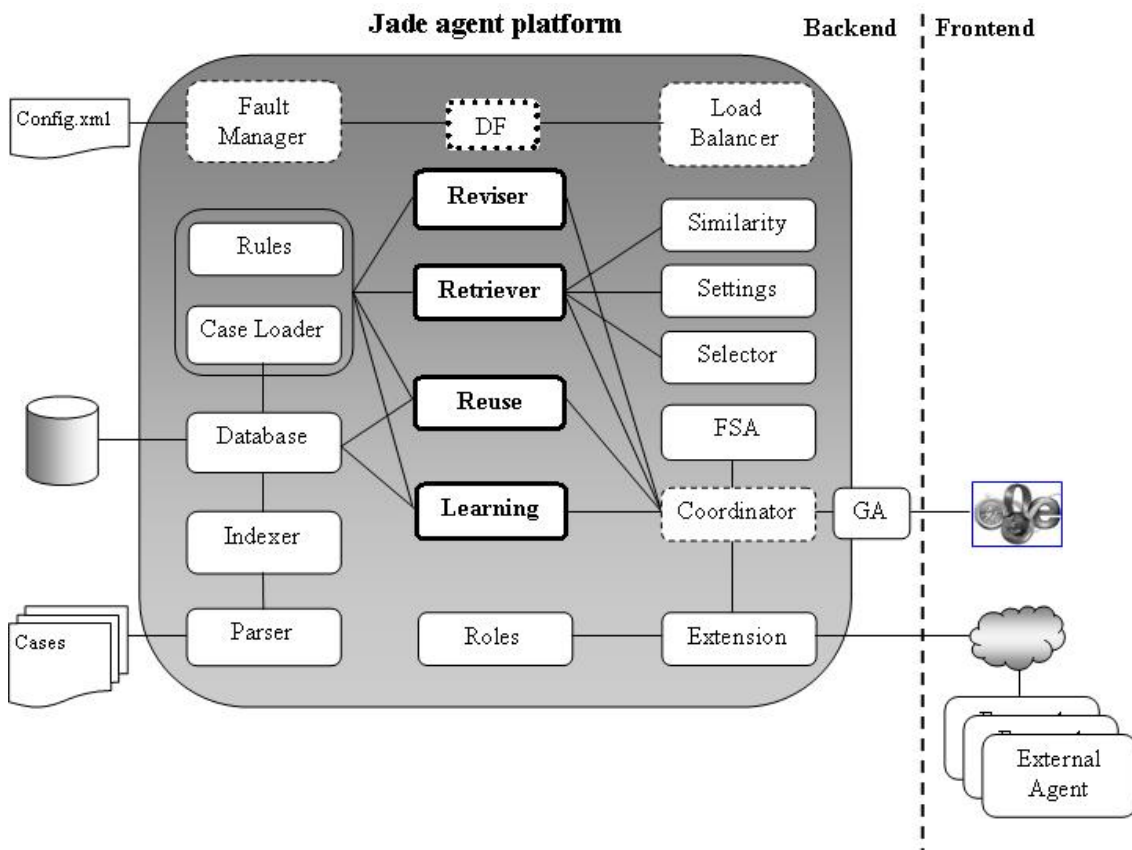 Jade agent platform
Backend
Frontend
Config.xml
Fault
Manager
DF
Load
Balancer
Reviser
Rules
Similarity
Retriever
Settings
Case Loader
Selector
Reuse
Database
FSA
Learning
Coordinator
GA
Indexer
Cases
Parser
Roles
Extension
External
Agent